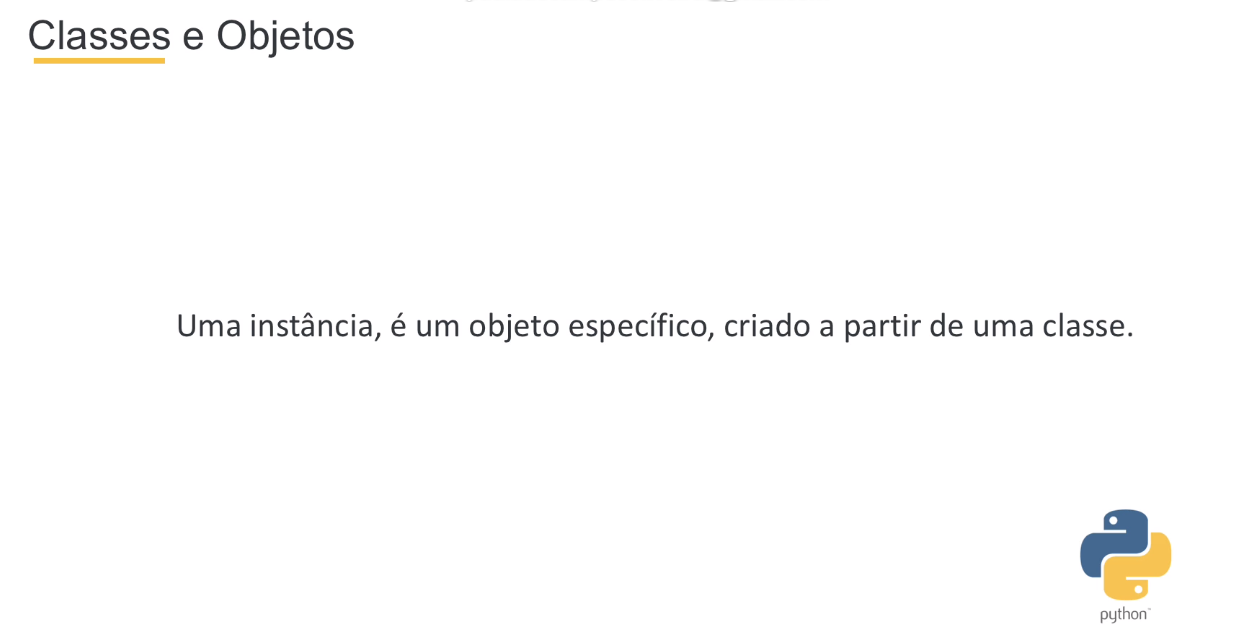 Classes e Objetos
Uma instância, é um objeto específico, criado a partir de uma classe.
python